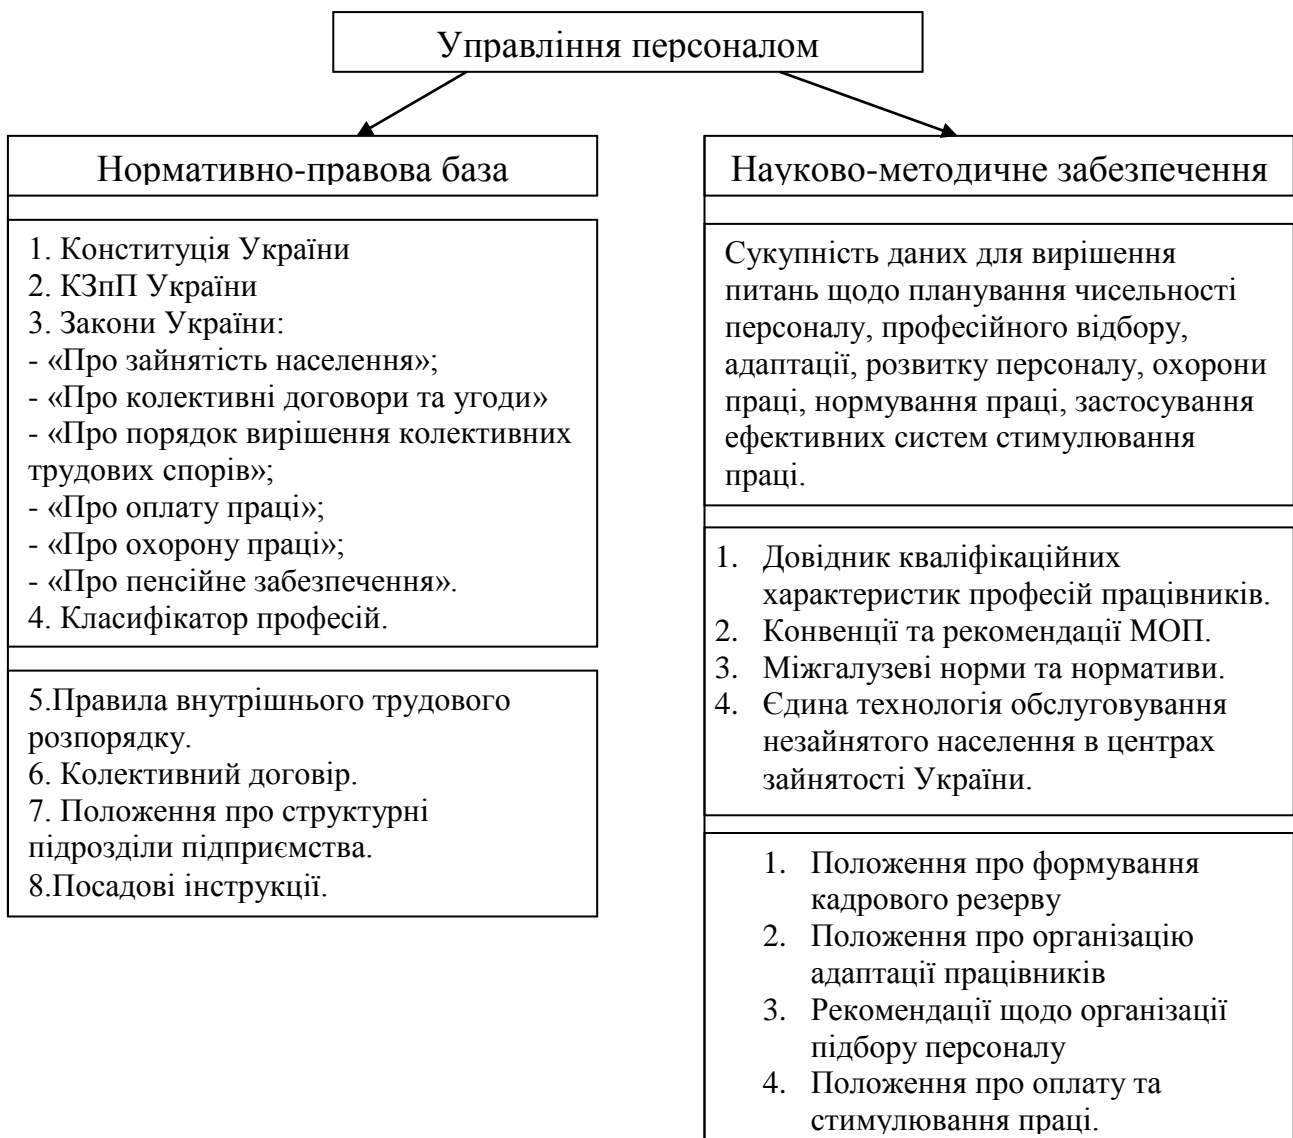 Управління персоналом
Нормативно-правова база
1. Конституція України
2. КЗпП України
3. Закони України:
- «Про зайнятість населення»;
- «Про колективні договори та угоди»
- «Про порядок вирішення колективних
трудових спорів»;
- «Про оплату праці»;
- «Про охорону праці»;
- «Про пенсійне забезпечення».
4. Класифікатор професій.
5.Правила внутрішнього трудового
розпорядку.
6. Колективний договір.
7. Положення про структурні
підрозділи підприємства.
8.Посадові інструкції.
Науково-методичне забезпечення
Сукупність даних для вирішення
питань щодо планування чисельності
персоналу, професійного відбору,
адаптації, розвитку персоналу, охорони
праці, нормування праці, застосування
ефективних систем стимулювання
праці.
1. Довідник кваліфікаційних
характеристик професій працівників.
2. Конвенції та рекомендації МОП.
3. Міжгалузеві норми та нормативи.
4. Єдина технологія обслуговування
незайнятого населення в центрах
зайнятості України.
1. Положення про формування
кадрового резерву
2. Положення про організацію
адаптації працівників
3. Рекомендації щодо організації
підбору персоналу
4. Положення про оплату та
стимулювання праці.